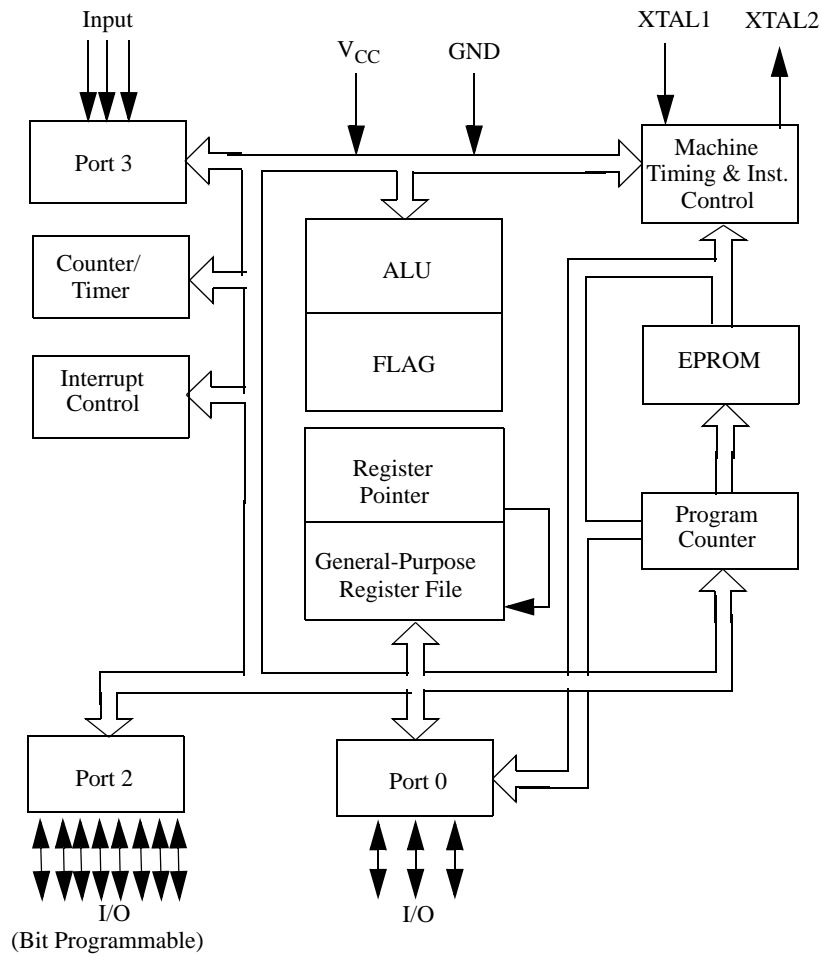 Input
XTAL1
XTAL2
VCC
GND
Port 3
Machine
Timing & Inst.
Control
Counter/
Timer
ALU
FLAG
EPROM
Interrupt
Control
Register
Pointer
General-Purpose
Register File
Program
Counter
Port 2
Port 0
I/O
(Bit Programmable)
I/O